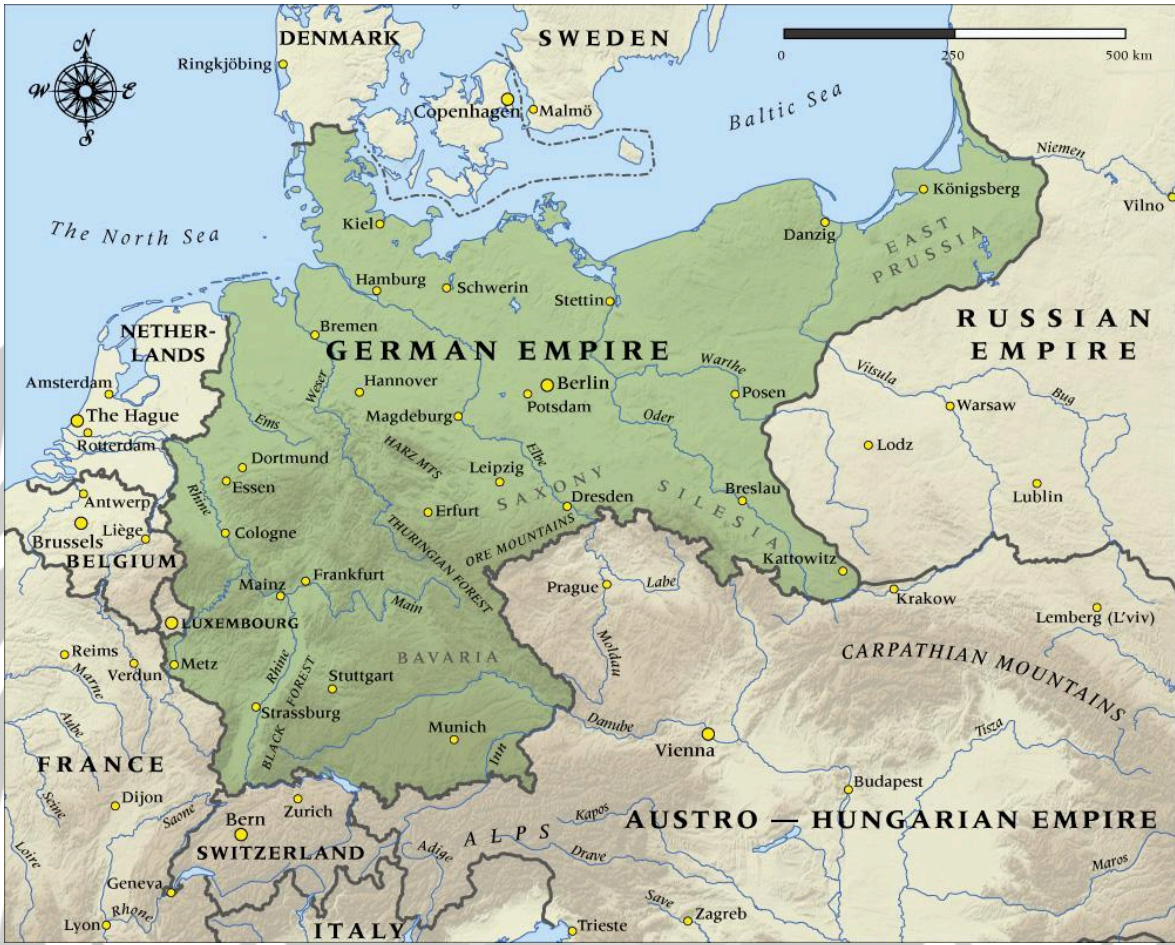 N
W
E
S
DENMARK
SWEDEN
0
250
500 km
Ringkjöbing
Copenhagen
Malmö
Baltic Sea
Niemen
Vilno
Königsberg
The North Sea
Kiel
Danzig
EAST
PRUSSIA
Hamburg
Schwerin
Stettin
RUSSIAN
EMPIRE
NETHER-
LANDS
Bremen
GERMAN EMPIRE
Warthe
Vitsula
Bug
Amsterdam
Weser
Hannover
Berlin
Potsdam
Posen
Warsaw
The Hague
Magdeburg
Oder
Rotterdam
Ems
HARZ MTS
Elbe
Lodz
Dortmund
Leipzig
SAXONY
SILESIA
Breslau
Essen
Rhine
Antwerp
Dresden
Lublin
Brussels
Liège
Cologne
Erfurt
THURINGIAN FOREST
ORE MOUNTAINS
Kattowitz
BELGIUM
Mainz
Frankfurt
Prague
Labe
Krakow
Main
Lemberg (L'viv)
LUXEMBOURG
Moldau
CARPATHIAN MOUNTAINS
Reims
Verdun
Metz
Rhine
BAVARIA
Marne
BLACK FOREST
Stuttgart
Aube
Strassburg
Munich
Inn
Danube
Vienna
Tisza
FRANCE
Seine
Dijon
Saone
Zurich
Budapest
Bern
Kapos
AUSTRO — HUNGARIAN EMPIRE
Loire
SWITZERLAND
Adige
ALPS
Drave
Maros
Geneva
Rhone
Save
Zagreb
Lyon
ITALY
Trieste